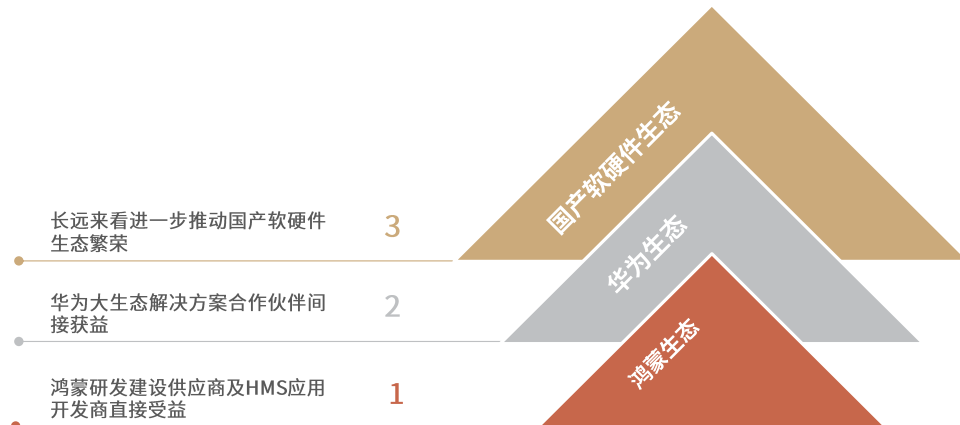 国产软硬件生态
华为生态
鸿蒙生态
长远来看进一步推动国产软硬件
生态繁荣
3
华为大生态解决方案合作伙伴间
接获益
2
鸿蒙研发建设供应商及HMS应用
开发商直接受益
1